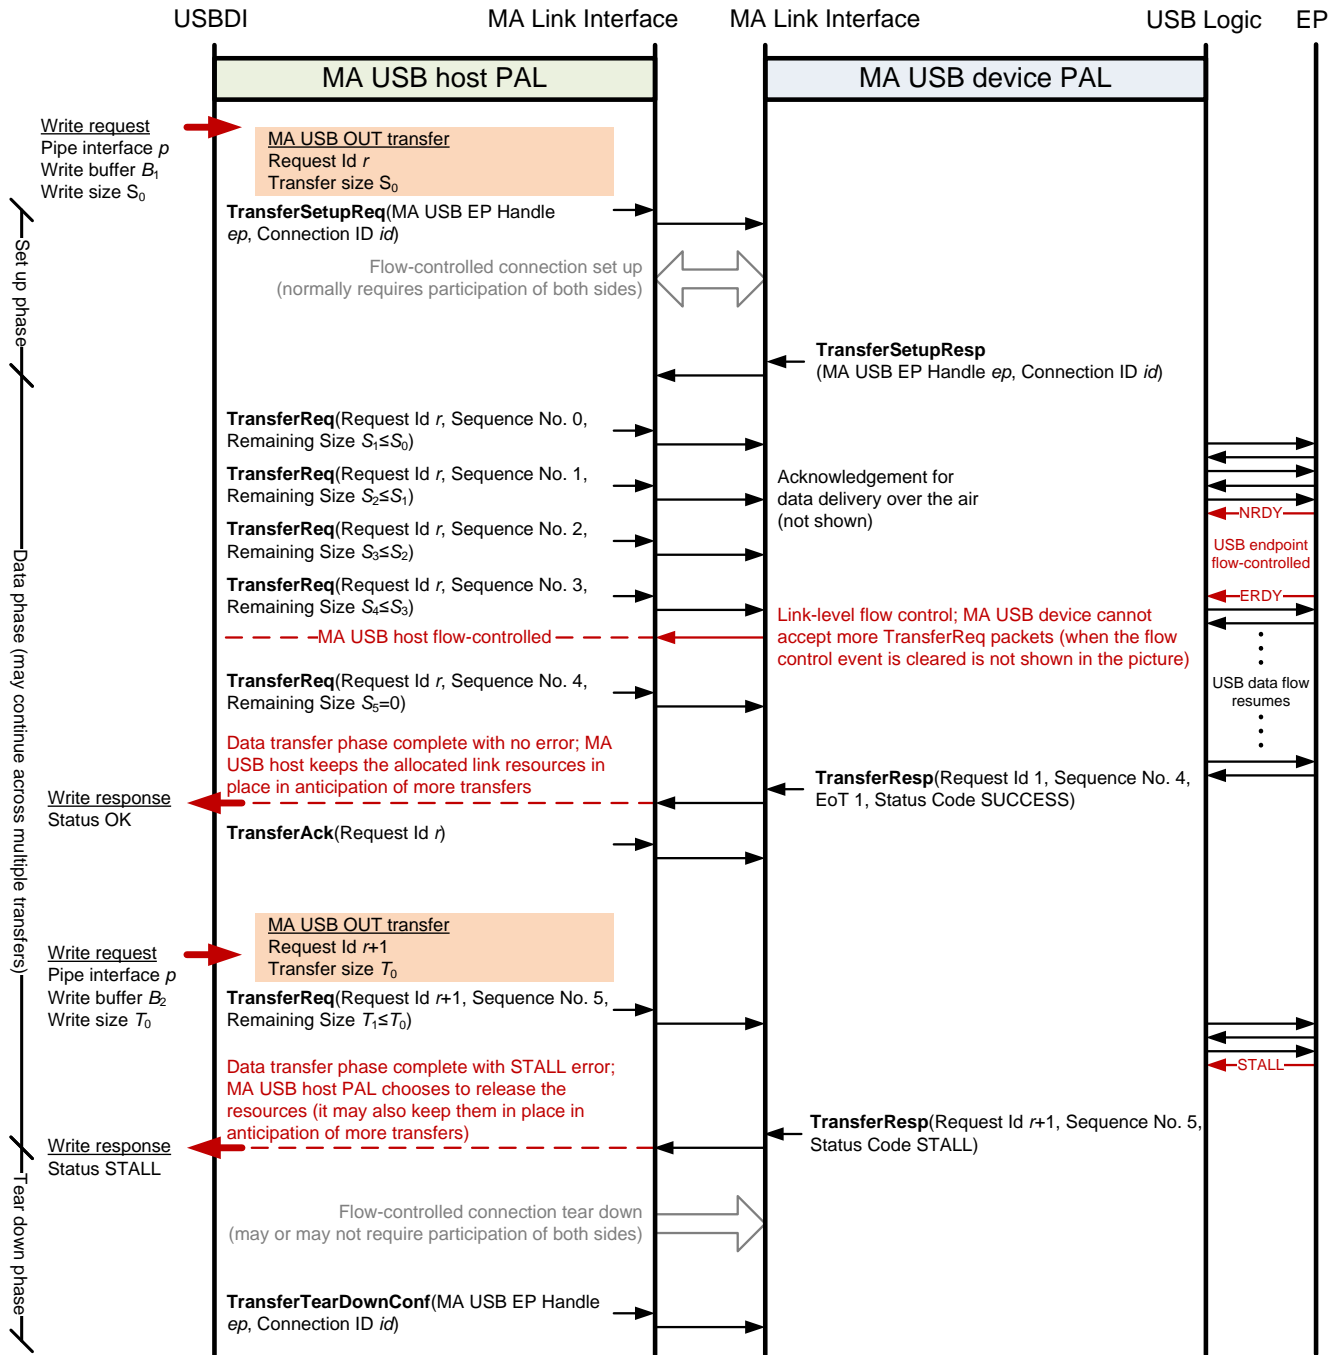 USBDI
MA Link Interface
MA Link Interface
USB Logic
EP
MA USB host PAL
MA USB device PAL
Write request
Pipe interface p
Write buffer B1
Write size S0
MA USB OUT transfer
Request Id r
Transfer size S0
TransferSetupReq(MA USB EP Handle
ep, Connection ID id)
Set up phase
Flow-controlled connection set up
(normally requires participation of both sides)
TransferSetupResp
(MA USB EP Handle ep, Connection ID id)
Data phase (may continue across multiple transfers)
TransferReq(Request Id r, Sequence No. 0,
Remaining Size S1≤S0)
TransferReq(Request Id r, Sequence No. 1,
Remaining Size S2≤S1)
Acknowledgement for
data delivery over the air
(not shown)
NRDY
TransferReq(Request Id r, Sequence No. 2,
Remaining Size S3≤S2)
USB endpoint
flow-controlled
TransferReq(Request Id r, Sequence No. 3,
Remaining Size S4≤S3)
ERDY
MA USB host flow-controlled
Link-level flow control; MA USB device cannot
accept more TransferReq packets (when the flow
control event is cleared is not shown in the picture)
TransferReq(Request Id r, Sequence No. 4,
Remaining Size S5=0)
USB data flow
resumes
Data transfer phase complete with no error; MA
USB host keeps the allocated link resources in
place in anticipation of more transfers
TransferResp(Request Id 1, Sequence No. 4,
EoT 1, Status Code SUCCESS)
Write response
Status OK
TransferAck(Request Id r)
MA USB OUT transfer
Request Id r+1
Transfer size T0
Write request
Pipe interface p
Write buffer B2
Write size T0
TransferReq(Request Id r+1, Sequence No. 5,
Remaining Size T1≤T0)
STALL
Data transfer phase complete with STALL error;
MA USB host PAL chooses to release the
resources (it may also keep them in place in
anticipation of more transfers)
TransferResp(Request Id r+1, Sequence No. 5,
Status Code STALL)
Write response
Status STALL
Tear down phase
Flow-controlled connection tear down
(may or may not require participation of both sides)
TransferTearDownConf(MA USB EP Handle
ep, Connection ID id)